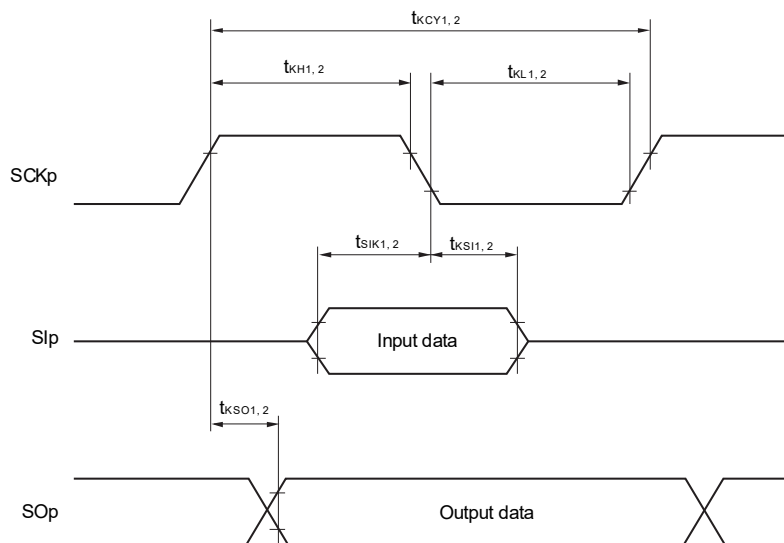 tKCY1, 2
tKH1, 2
tKL1, 2
SCKp
tSIK1, 2
tKSI1, 2
SIp
Input data
tKSO1, 2
SOp
Output data